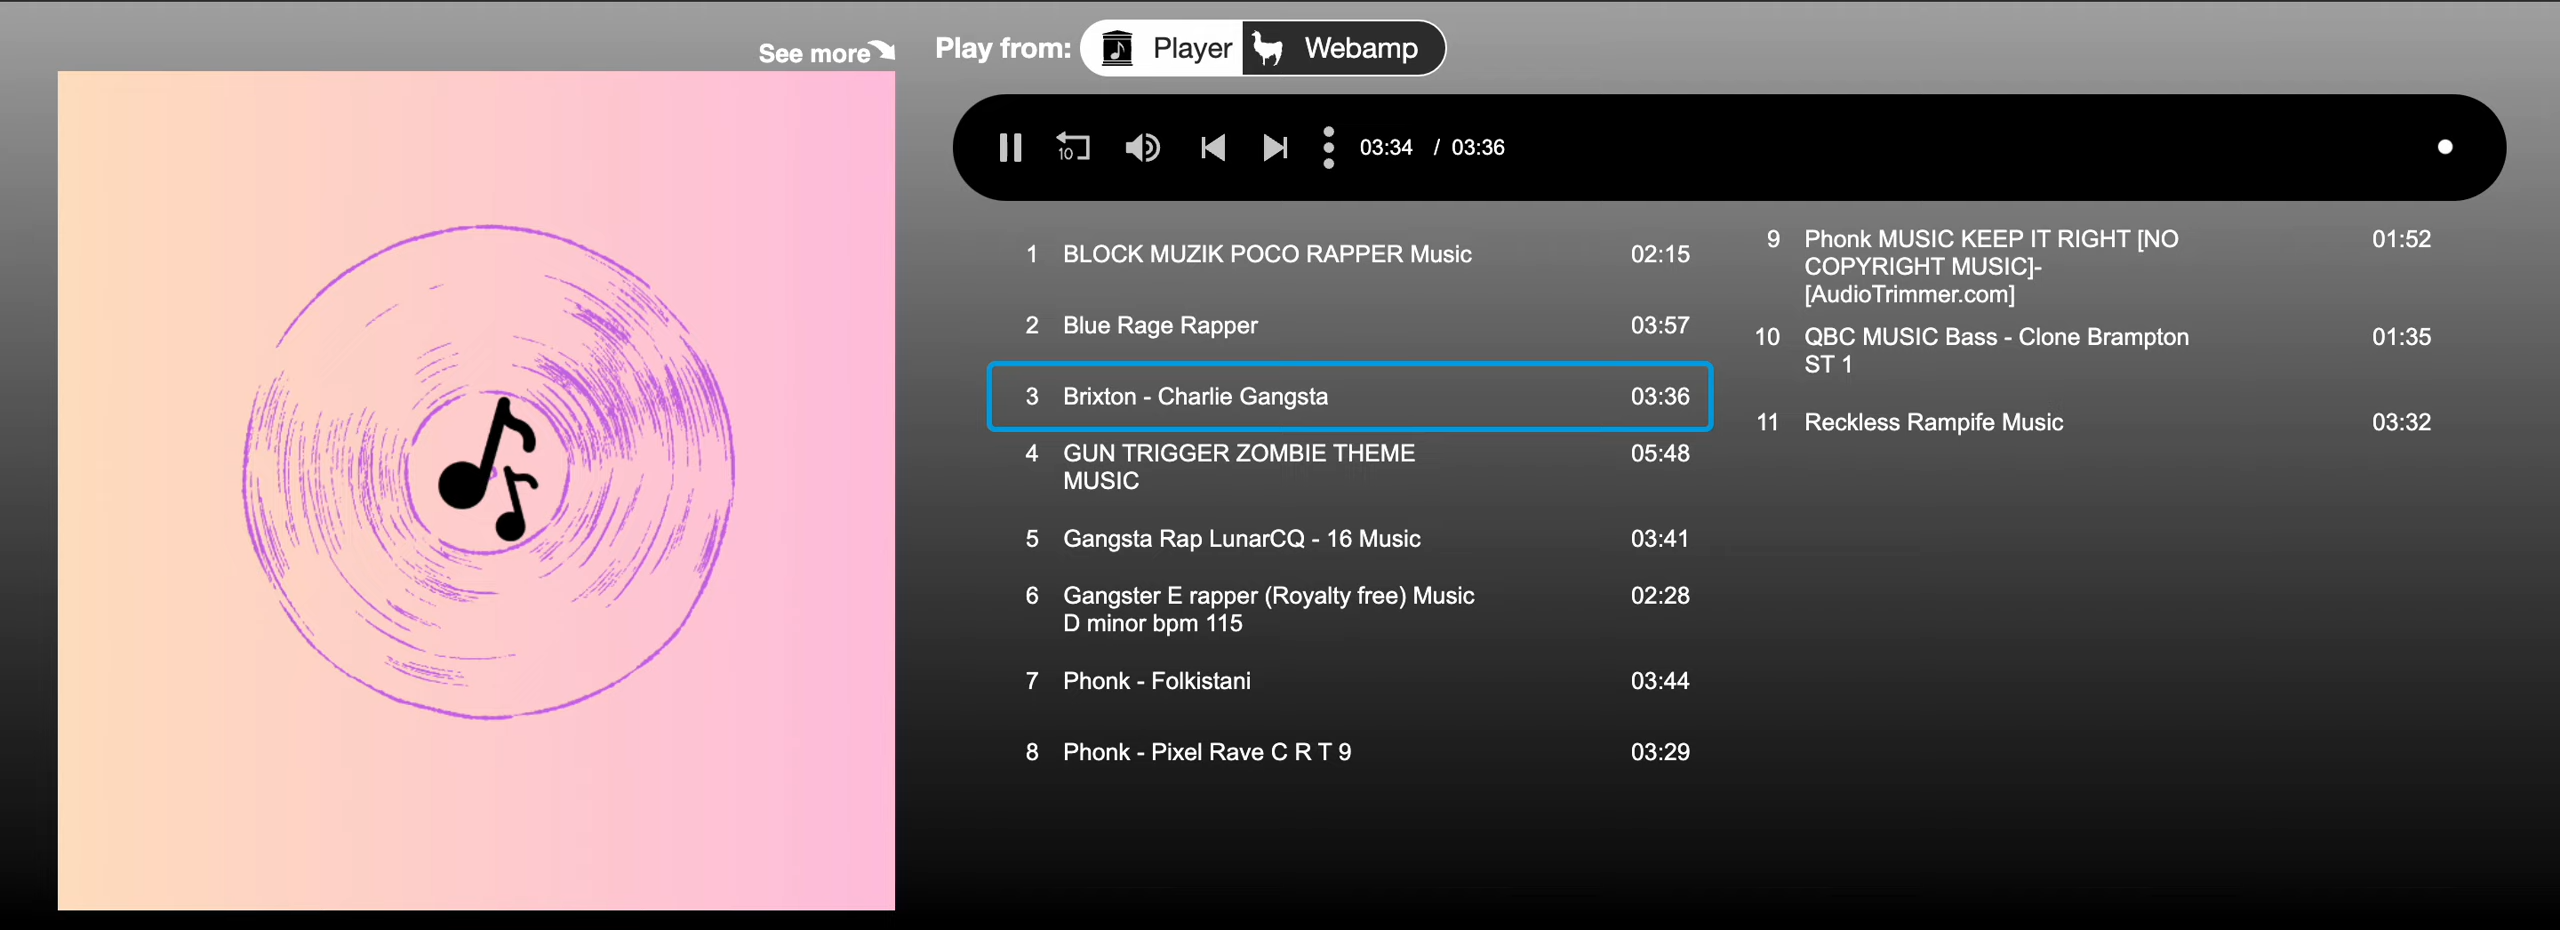 See more
Play from: Player Webamp
10 03:34 / 03:36
1 BLOCK MUZIK POCO RAPPER Music 02:15
2 Blue Rage Rapper 03:57
3 Brixton - Charlie Gangsta 03:36
4 GUN TRIGGER ZOMBIE THEME 05:48
MUSIC
5 Gangsta Rap LunarCQ - 16 Music 03:41
6 Gangster E rapper (Royalty free) Music 02:28
D minor bpm 115
7 Phonk - Folkistani 03:44
8 Phonk - Pixel Rave C R T 9 03:29
9 Phonk MUSIC KEEP IT RIGHT [NO 01:52
COPYRIGHT MUSIC]-
[AudioTrimmer.com]
10 QBC MUSIC Bass - Clone Brampton 01:35
ST 1
11 Reckless Rampife Music 03:32